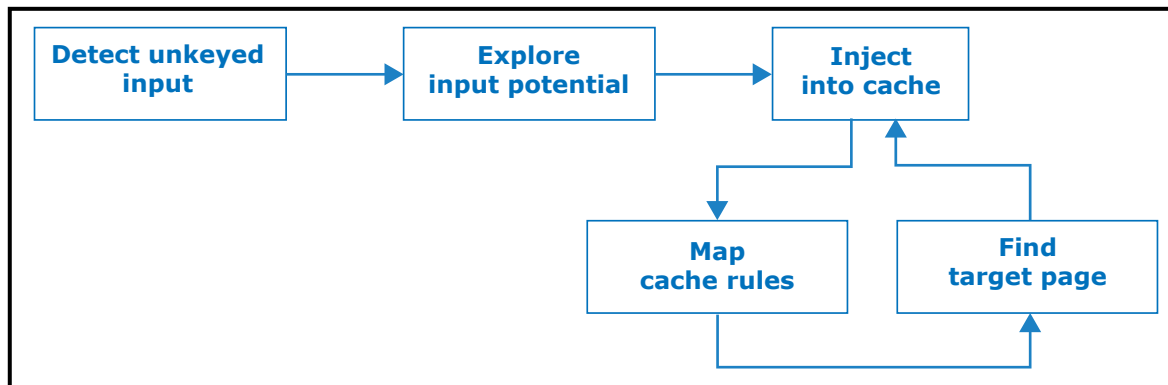 Detect unkeyed
input
Explore
input potential
Inject
into cache
Map
cache rules
Find
target page